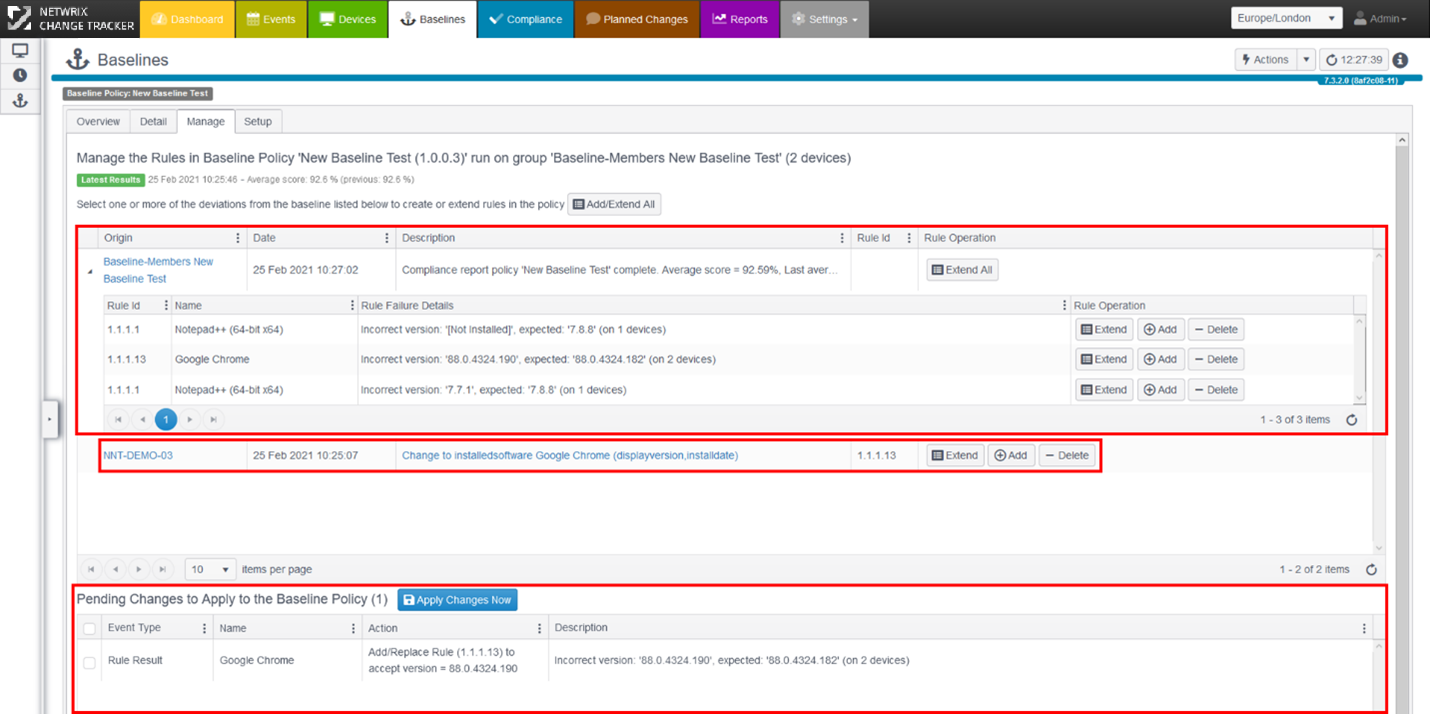 NETWRIX
CHANGE TRACKER
Dashboard Events Devices Baselines Compliance Planned Changes Reports Settings Europe/London Admin
Baselines Actions 12:27:39
7.3.2.0 (8af2c08-11)
Baseline Policy: New Baseline Test
Overview Detail Manage Setup
Manage the Rules in Baseline Policy 'New Baseline Test (1.0.0.3)' run on group 'Baseline-Members New Baseline Test' (2 devices)
Latest Results 25 Feb 2021 10:25:46 - Average score: 92.6 % (previous: 92.6 %)
Select one or more of the deviations from the baseline listed below to create or extend rules in the policy Add/Extend All
Origin Date Description Rule Id Rule Operation
Baseline-Members New
Baseline Test 25 Feb 2021 10:27:02 Compliance report policy 'New Baseline Test' complete. Average score = 92.59%, Last aver... Extend All
Rule Id Name Rule Failure Details Rule Operation
1.1.1.1 Notepad++ (64-bit x64) Incorrect version: '[Not Installed]', expected: '7.8.8' (on 1 devices) Extend Add Delete
1.1.1.13 Google Chrome Incorrect version: '88.0.4324.190', expected: '88.0.4324.182' (on 2 devices) Extend Add Delete
1.1.1.1 Notepad++ (64-bit x64) Incorrect version: '7.7.1', expected: '7.8.8' (on 1 devices) Extend Add Delete
1 1 - 3 of 3 items
NNT-DEMO-03 25 Feb 2021 10:25:07 Change to installedsoftware Google Chrome (displayversion,installdate) 1.1.1.13 Extend Add Delete
10 items per page 1 - 2 of 2 items
Pending Changes to Apply to the Baseline Policy (1) Apply Changes Now
Event Type Name Action Description
Rule Result Google Chrome Add/Replace Rule (1.1.1.13) to
accept version = 88.0.4324.190 Incorrect version: '88.0.4324.190', expected: '88.0.4324.182' (on 2 devices)